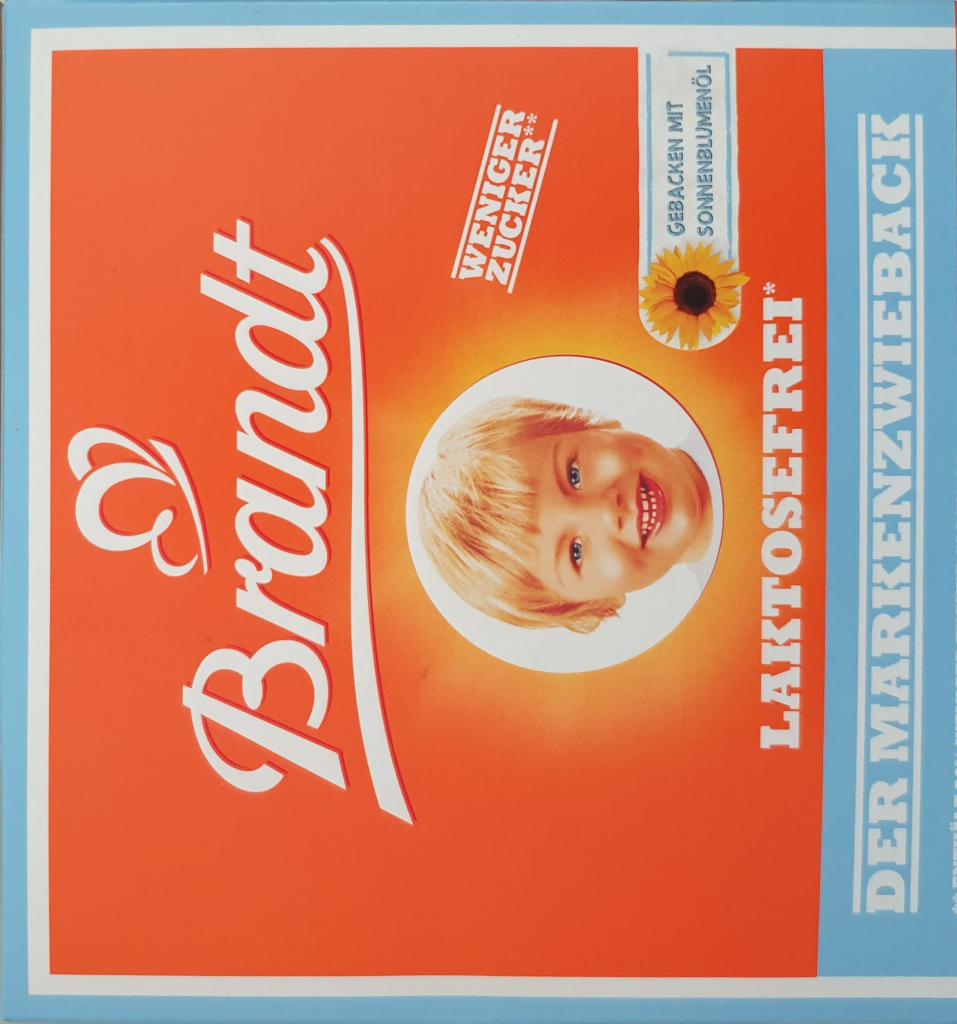 Brandt
WENIGER
ZUCKER**
GEBACKEN MIT
SONNENBLUMENÖL
LAKTOSEFREI*
DER MARKENZWIEBACK